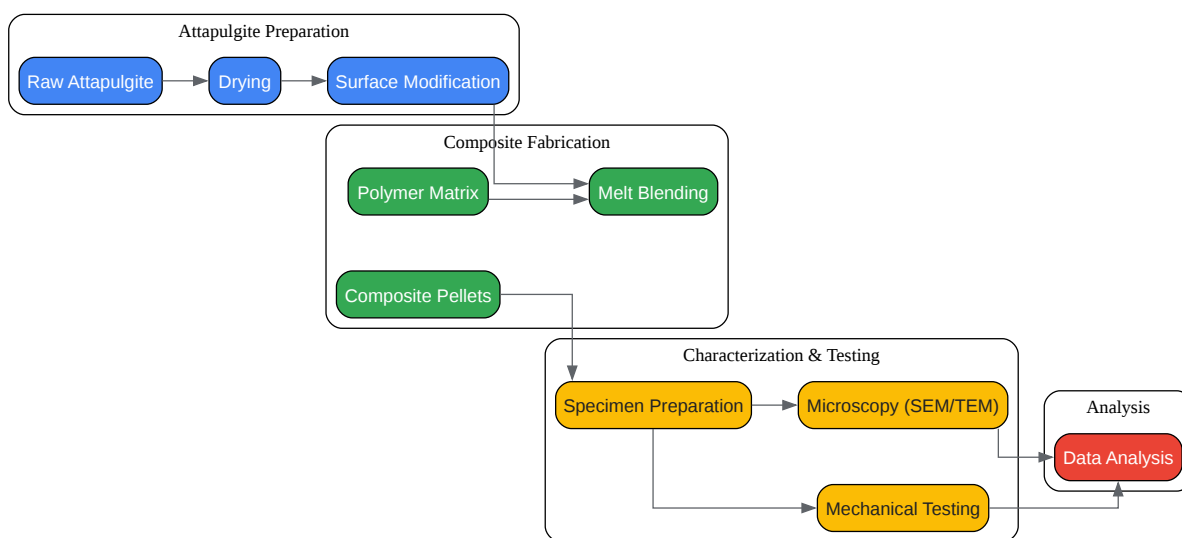 Attapulgite Preparation
Raw Attapulgite
Drying
Surface Modification
Composite Fabrication
Polymer Matrix
Melt Blending
Composite Pellets
Characterization & Testing
Specimen Preparation
Microscopy (SEM/TEM)
Mechanical Testing
Analysis
Data Analysis